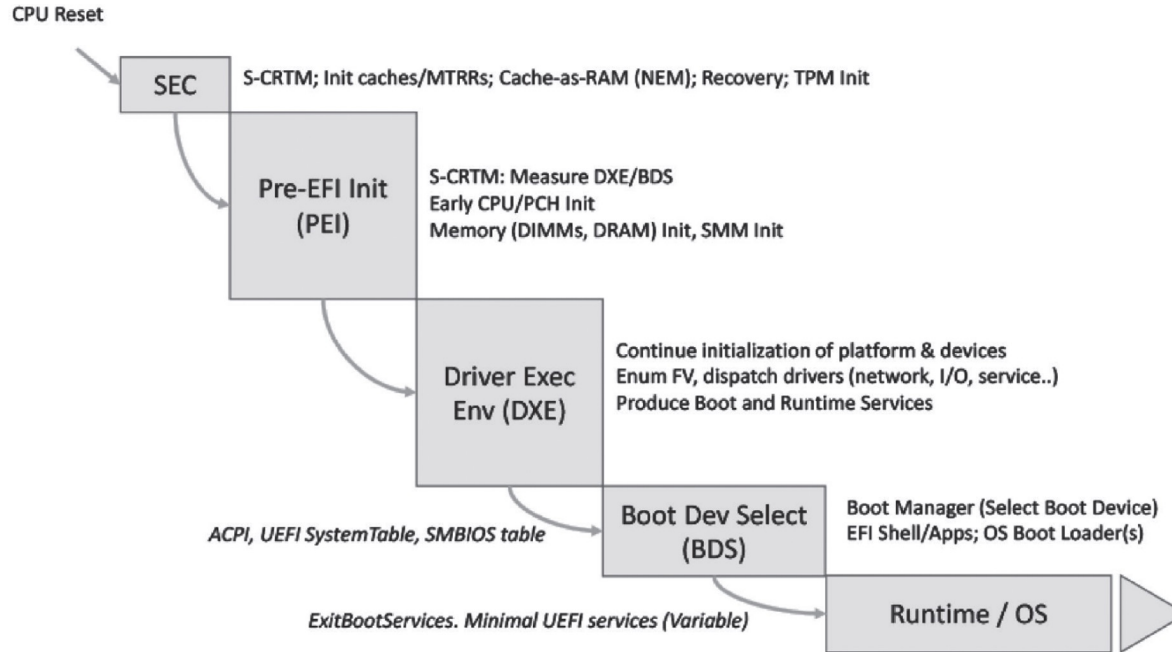 CPU Reset
SEC
S-CRTM; Init caches/MTRRs; Cache-as-RAM (NEM); Recovery; TPM Init
Pre-EFI Init
(PEI)
S-CRTM: Measure DXE/BDS
Early CPU/PCH Init
Memory (DIMMs, DRAM) Init, SMM Init
Driver Exec
Env (DXE)
Continue initialization of platform & devices
Enum FV, dispatch drivers (network, I/O, service..)
Produce Boot and Runtime Services
ACPI, UEFI SystemTable, SMBIOS table
Boot Dev Select
(BDS)
Boot Manager (Select Boot Device)
EFI Shell/Apps; OS Boot Loader(s)
ExitBootServices. Minimal UEFI services (Variable)
Runtime / OS